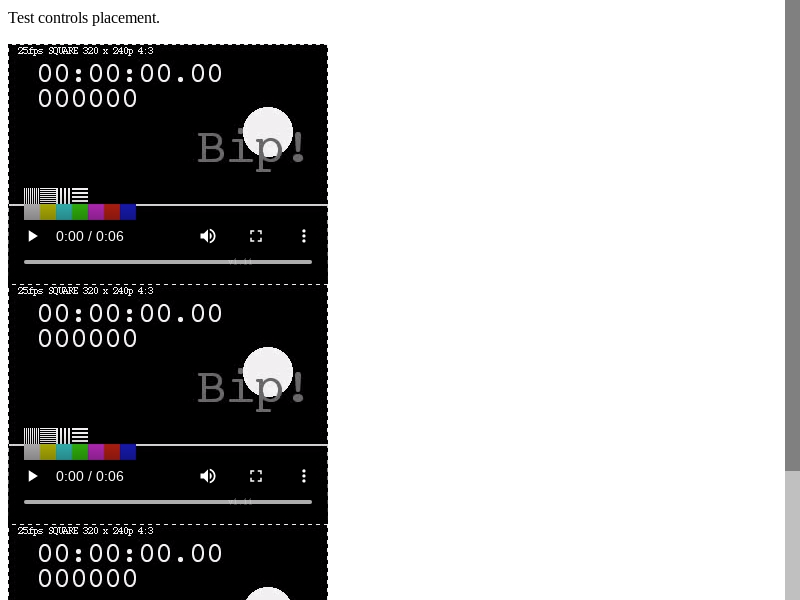 Test controls placement.
25fps SQUARE 320 x 240p 4:3
00:00:00.00
000000
Bip!
0:00 / 0:06
25fps SQUARE 320 x 240p 4:3
00:00:00.00
000000
Bip!
0:00 / 0:06
25fps SQUARE 320 x 240p 4:3
00:00:00.00
000000